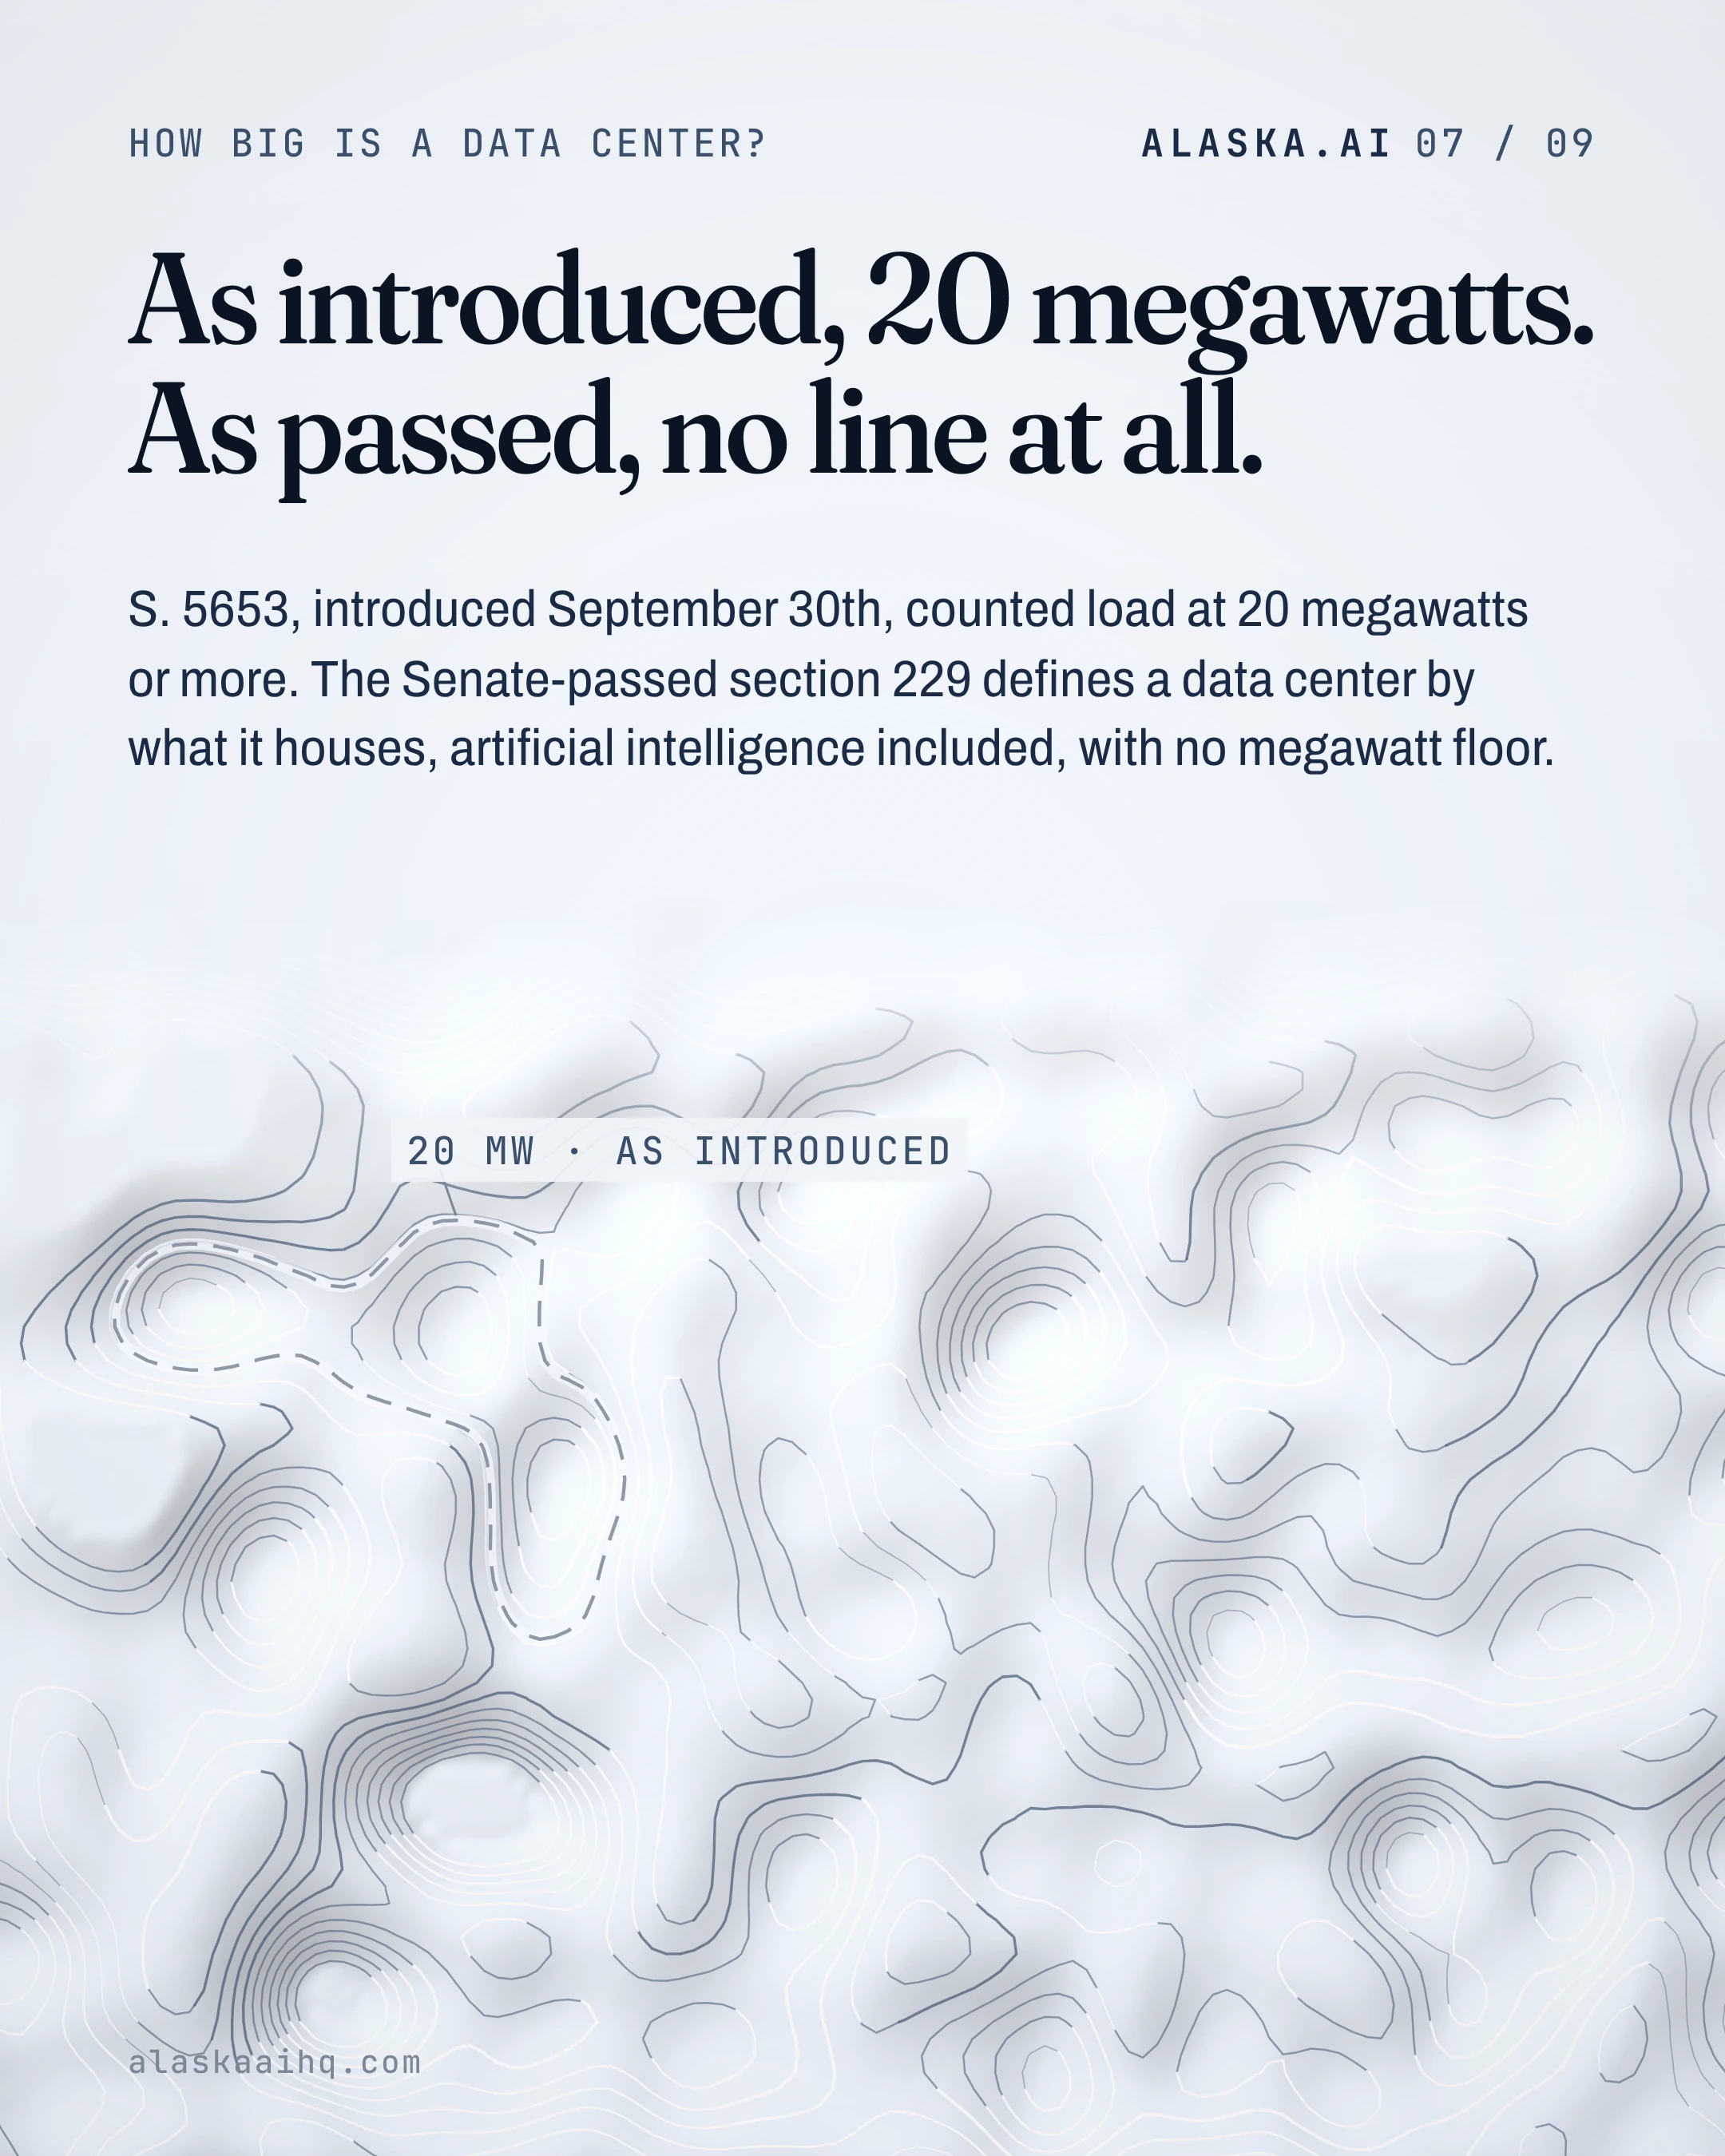 HOW BIG IS A DATA CENTER?
ALASKA.AI 07 / 09
As introduced, 20 megawatts.
As passed, no line at all.
S. 5653, introduced September 30th, counted load at 20 megawatts
or more. The Senate-passed section 229 defines a data center by
what it houses, artificial intelligence included, with no megawatt floor.
20 MW · AS INTRODUCED
alaskaaihq.com